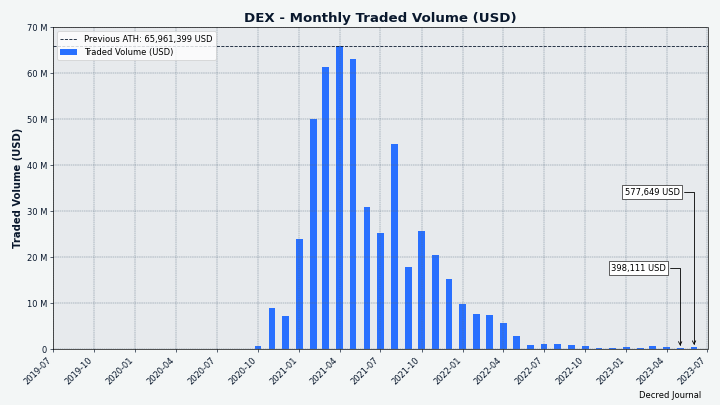 DEX - Monthly Traded Volume (USD)
Previous ATH: 65,961,399 USD
Traded Volume (USD)
Traded Volume (USD)
70 M
60 M
50 M
40 M
30 M
20 M
10 M
0
577,649 USD
398,111 USD
2019-07
2019-10
2020-01
2020-04
2020-07
2020-10
2021-01
2021-04
2021-07
2021-10
2022-01
2022-04
2022-07
2022-10
2023-01
2023-04
2023-07
Decred Journal